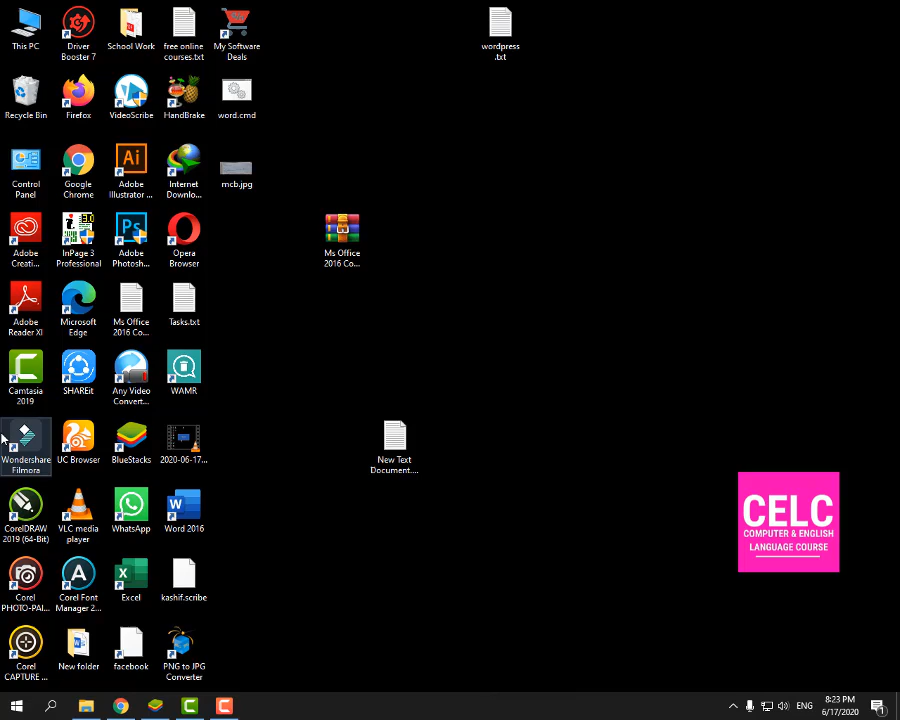 This PC
Driver
Booster 7
School Work
free online
courses.txt
My Software
Deals
wordpress
.txt
Recycle Bin
Firefox
VideoScribe
HandBrake
word.cmd
Control
Panel
Google
Chrome
Ai
Adobe
Illustrator ...
Internet
Downlo...
mcb.jpg
Adobe
Creati...
InPage 3
Professional
Ps
Adobe
Photosh...
Opera
Browser
Ms Office
2016 Co...
Adobe
Reader XI
Microsoft
Edge
Ms Office
2016 Co...
Tasks.txt
Camtasia
2019
SHAREit
Any Video
Convert...
WAMR
Wondershare
Filmora
UC Browser
BlueStacks
2020-06-17...
New Text
Document....
CorelDRAW
2019 (64-Bit)
VLC media
player
WhatsApp
Word 2016
CELC
COMPUTER & ENGLISH
LANGUAGE COURSE
Corel
PHOTO-PAI...
Corel Font
Manager 2...
Excel
kashif.scribe
Corel
CAPTURE ...
New folder
facebook
PNG to JPG
Converter
ENG
8:23 PM
6/17/2020